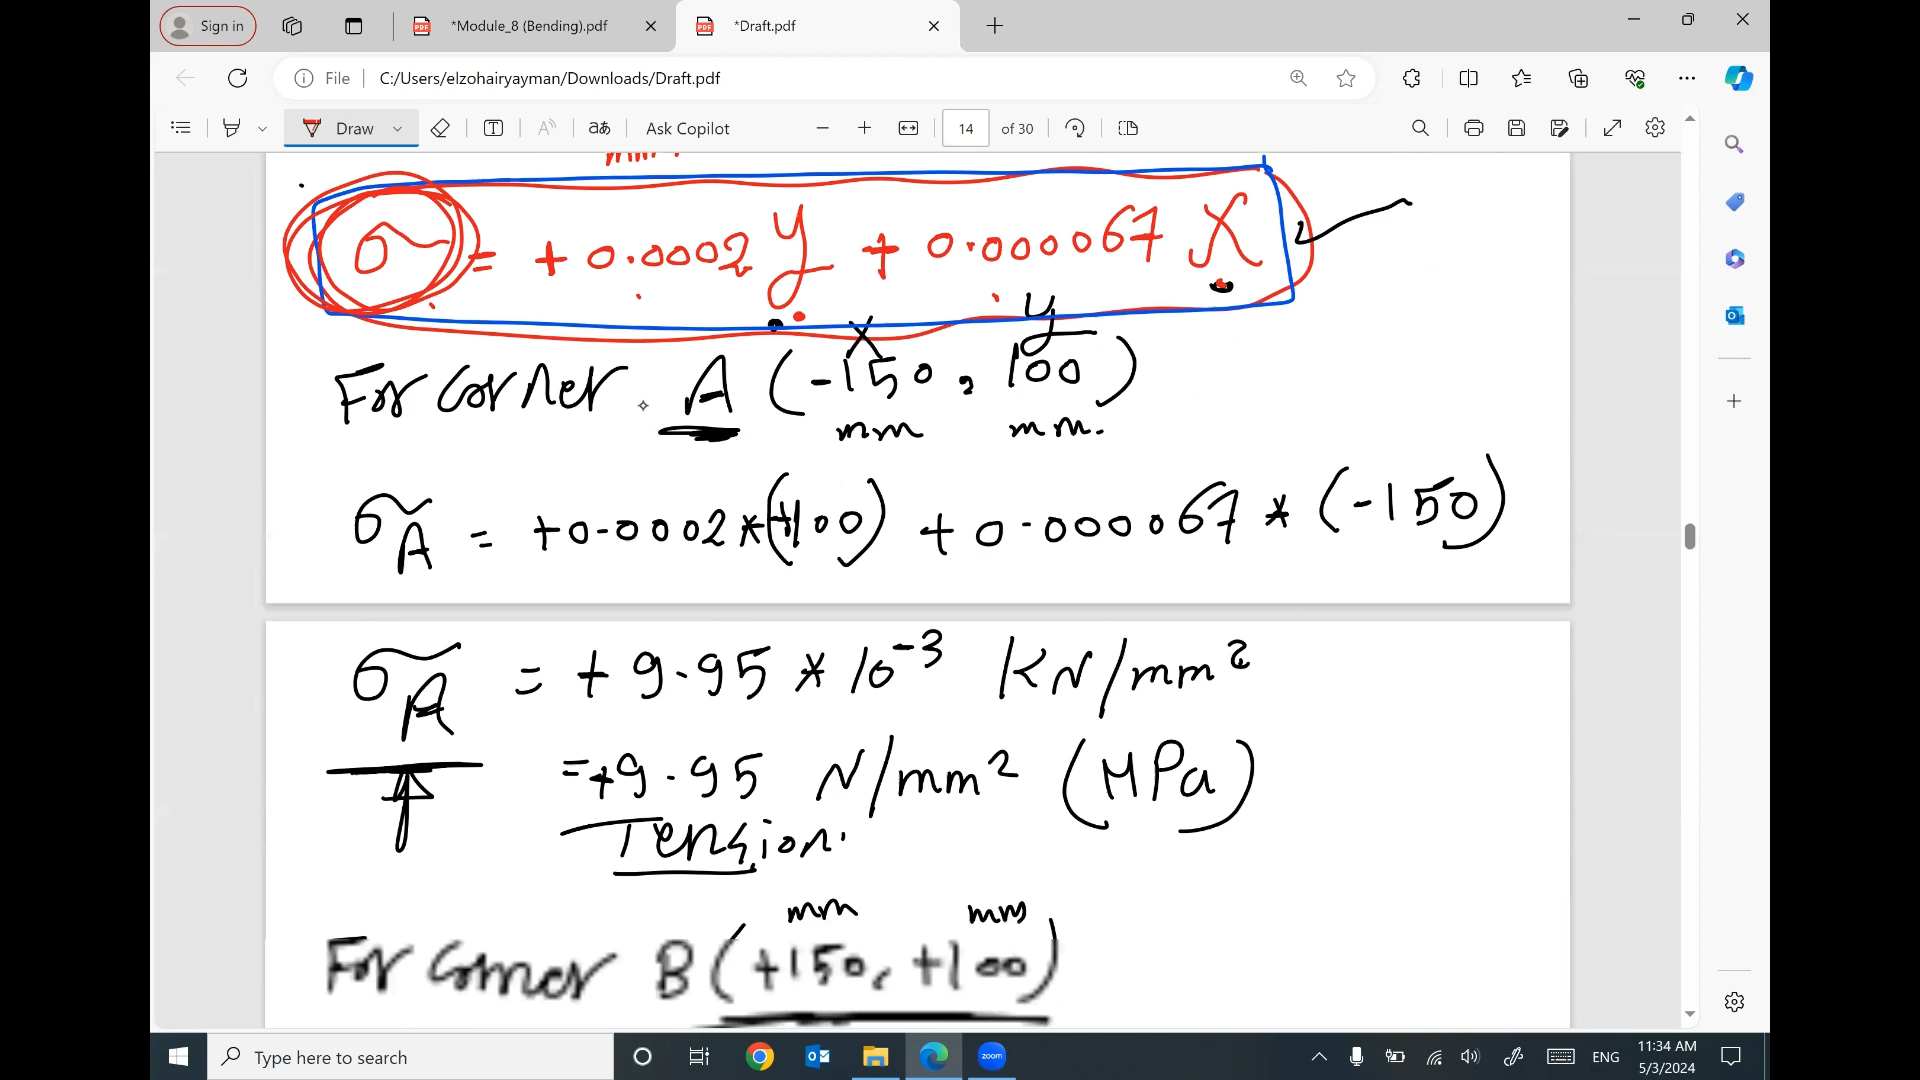 Sign in
*Module_8 (Bending).pdf
*Draft.pdf
File C:/Users/elzohairyayman/Downloads/Draft.pdf
Draw
aあ
Ask Copilot
14 of 30
σ = + 0.0002 y + 0.000067 X
X y
For Corner A (-150, 100)
mm mm.
σA = +0.0002*(+100) + 0.000067 * (-150)
σA = + 9.95 * 10⁻³ KN/mm²
= +9.95 N/mm² (MPa)
Tension.
mm mm
For Corner B (+150, +100)
Type here to search
zoom
ENG
11:34 AM
5/3/2024